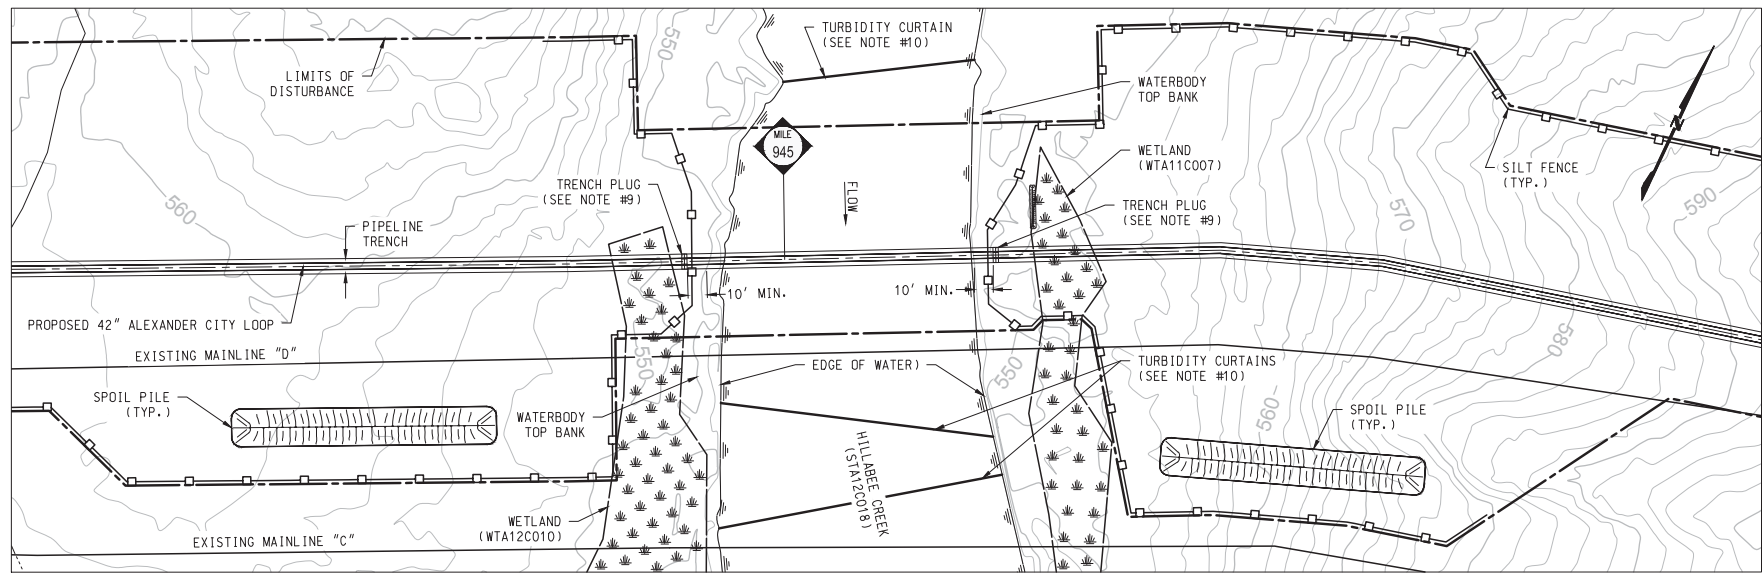 TURBIDITY CURTAIN
(SEE NOTE #10)
550
LIMITS OF
DISTURBANCE
WATERBODY
TOP BANK
MILE
945
WETLAND
(WTA11C007)
N
SILT FENCE
(TYP.)
TRENCH PLUG
(SEE NOTE #9)
FLOW
560
570
590
TRENCH PLUG
(SEE NOTE #9)
PIPELINE
TRENCH
10' MIN.
10' MIN.
PROPOSED 42" ALEXANDER CITY LOOP
EXISTING MAINLINE "D"
550
EDGE OF WATER)
550
TURBIDITY CURTAINS
(SEE NOTE #10)
580
560
SPOIL PILE
(TYP.)
WATERBODY
TOP BANK
SPOIL PILE
(TYP.)
HILLABEE CREEK
(STA12C018)
WETLAND
(WTA12C010)
EXISTING MAINLINE "C"